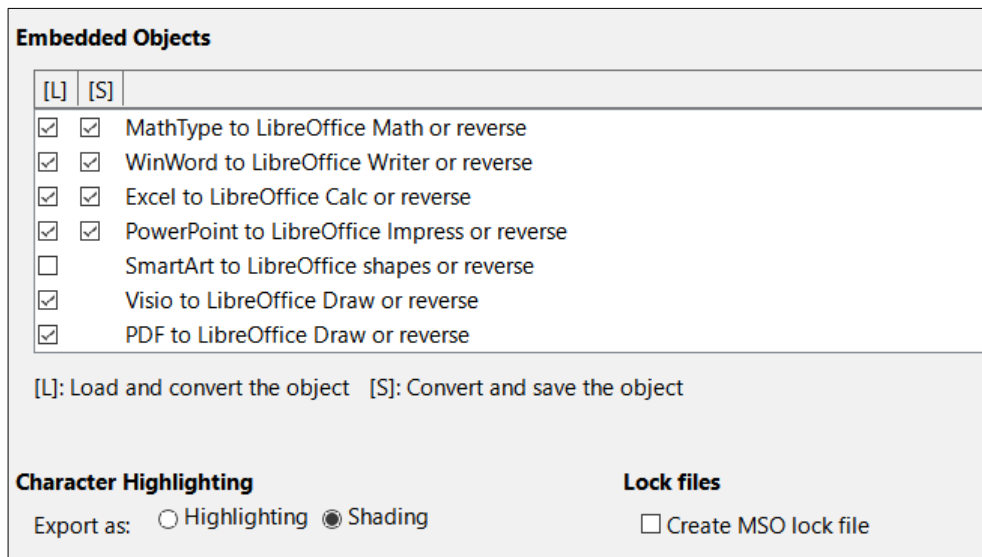 Embedded Objects
[L] [S]
MathType to LibreOffice Math or reverse
WinWord to LibreOffice Writer or reverse
Excel to LibreOffice Calc or reverse
PowerPoint to LibreOffice Impress or reverse
SmartArt to LibreOffice shapes or reverse
Visio to LibreOffice Draw or reverse
PDF to LibreOffice Draw or reverse
[L]: Load and convert the object [S]: Convert and save the object
Character Highlighting Lock files
Export as: Highlighting Shading Create MSO lock file